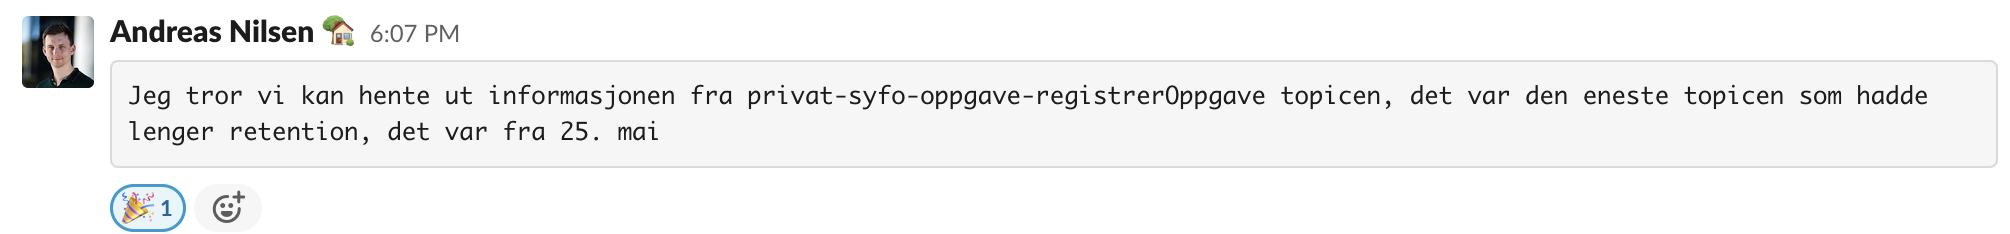 Andreas Nilsen 6:07 PM
Jeg tror vi kan hente ut informasjonen fra privat-syfo-oppgave-registrerOppgave topicen, det var den eneste topicen som hadde
lenger retention, det var fra 25. mai
1